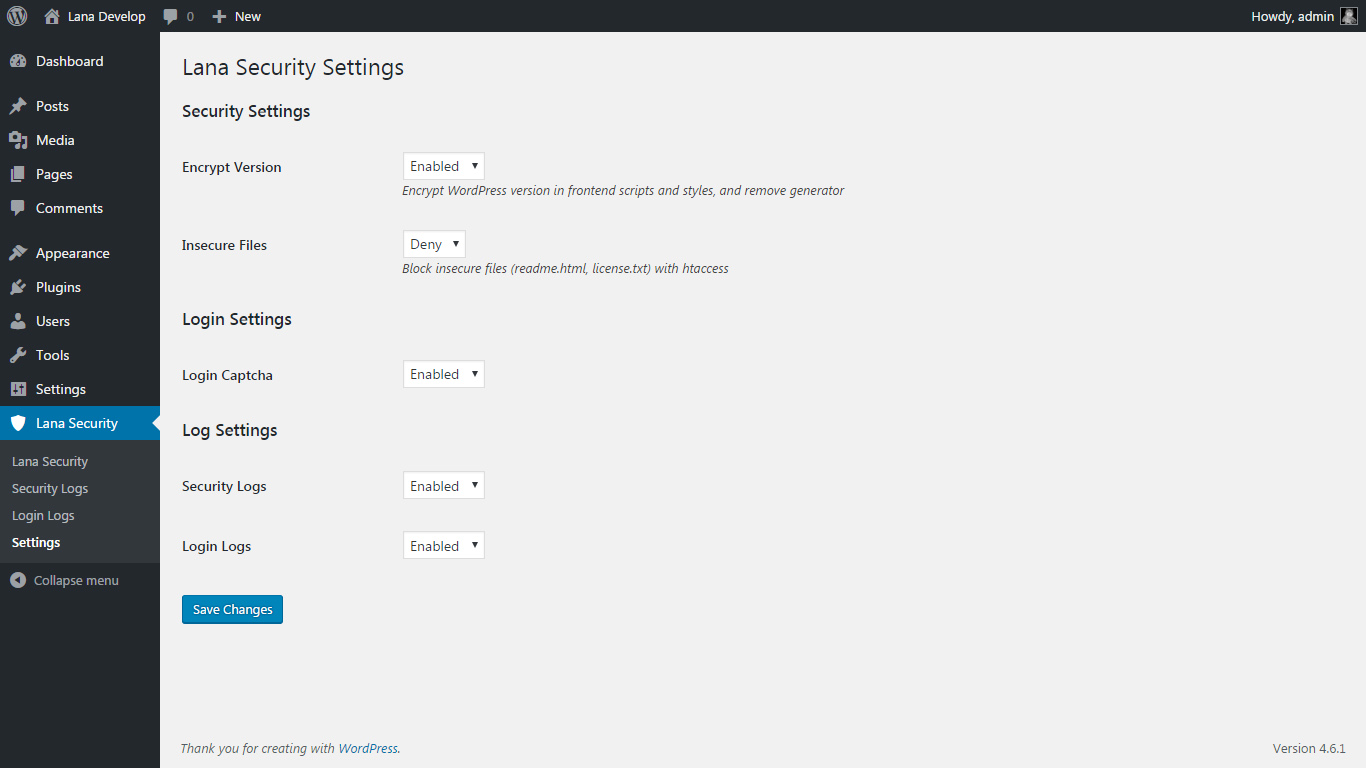 Lana Develop 0 New Howdy, admin
Dashboard
Posts
Media
Pages
Comments
Appearance
Plugins
Users
Tools
Settings
Lana Security
Lana Security
Security Logs
Login Logs
Settings
Collapse menu
Lana Security Settings
Security Settings
Encrypt Version Enabled
Encrypt WordPress version in frontend scripts and styles, and remove generator
Insecure Files Deny
Block insecure files (readme.html, license.txt) with htaccess
Login Settings
Login Captcha Enabled
Log Settings
Security Logs Enabled
Login Logs Enabled
Save Changes
Thank you for creating with WordPress. Version 4.6.1